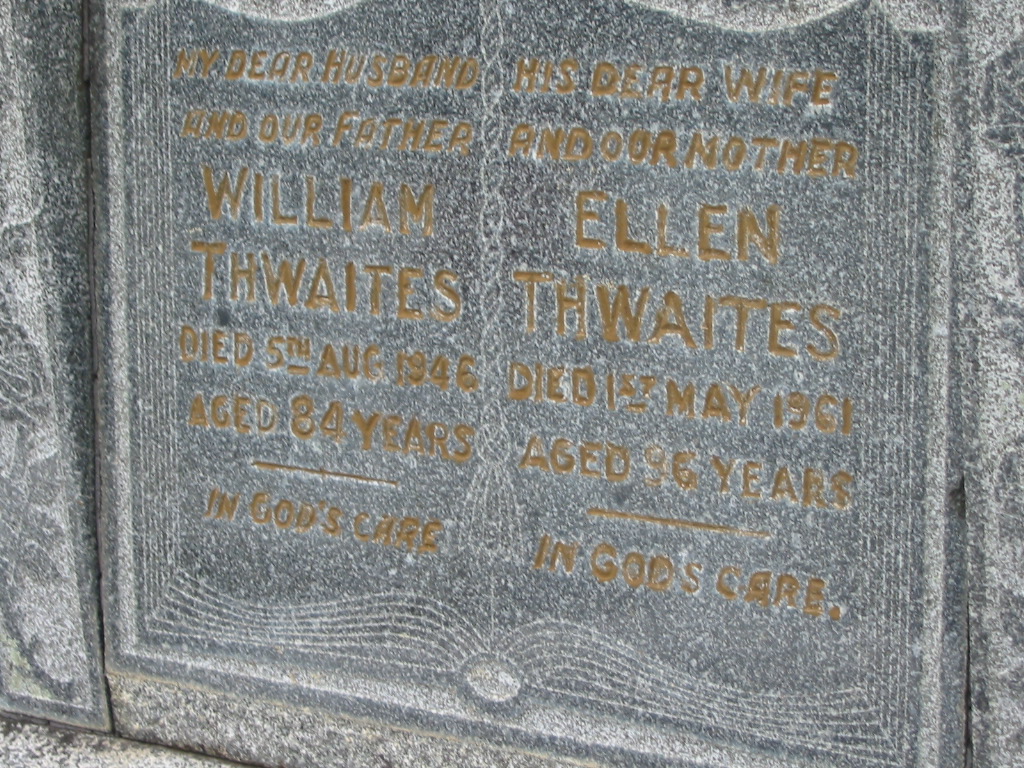 MY DEAR HUSBAND
AND OUR FATHER
WILLIAM
THWAITES
DIED 5TH AUG 1946
AGED 84 YEARS
IN GOD'S CARE
HIS DEAR WIFE
AND OUR MOTHER
ELLEN
THWAITES
DIED 1ST MAY 1961
AGED 96 YEARS
IN GOD'S CARE.